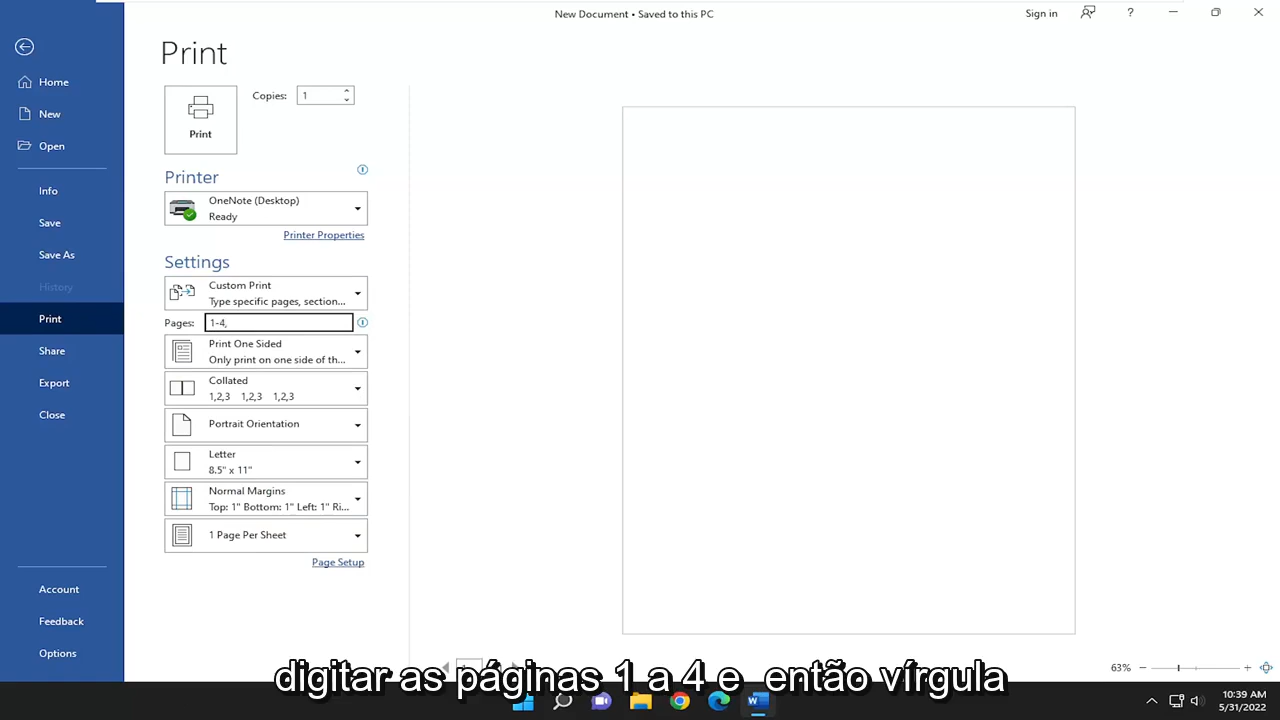 New Document • Saved to this PC
Sign in
?
Print
Home
New
Open
Info
Save
Save As
History
Print
Share
Export
Close
Account
Feedback
Options
Print
Copies: 1
Printer
OneNote (Desktop)
Ready
Printer Properties
Settings
Custom Print
Type specific pages, section...
Pages: 1-4,
Print One Sided
Only print on one side of th...
Collated
1,2,3 1,2,3 1,2,3
Portrait Orientation
Letter
8.5" x 11"
Normal Margins
Top: 1" Bottom: 1" Left: 1" Ri...
1 Page Per Sheet
Page Setup
63%
digitar as páginas 1 a 4 e então vírgula
10:39 AM
5/31/2022